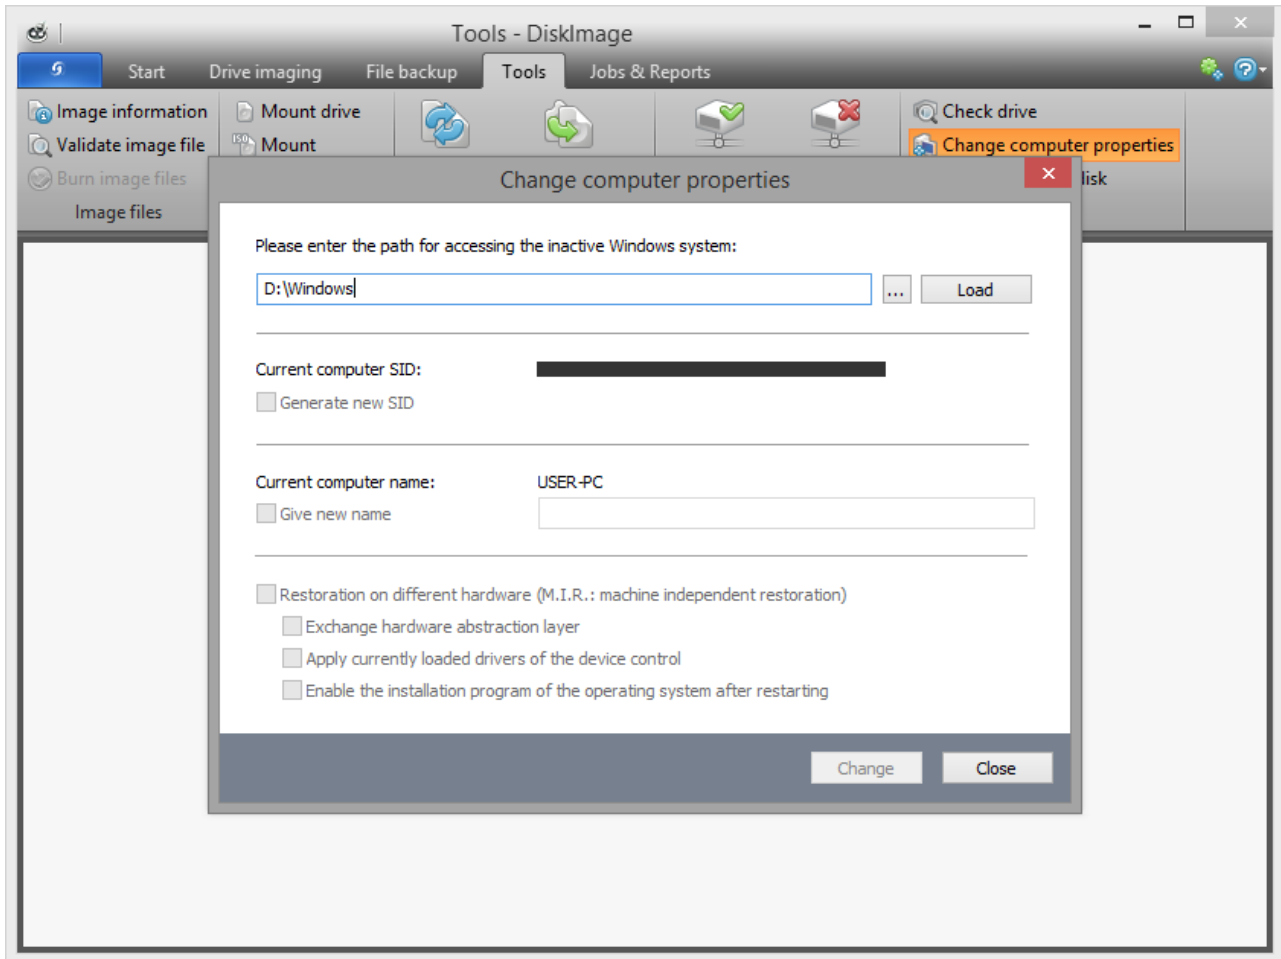 Tools - DiskImage
Start Drive imaging File backup Tools Jobs & Reports
Image information Mount drive Check drive
Validate image file ISO Mount Change computer properties
Burn image files
Image files
Change computer properties
Please enter the path for accessing the inactive Windows system:
D:\Windows ... Load
Current computer SID:
Generate new SID
Current computer name: USER-PC
Give new name
Restoration on different hardware (M.I.R.: machine independent restoration)
Exchange hardware abstraction layer
Apply currently loaded drivers of the device control
Enable the installation program of the operating system after restarting
Change Close